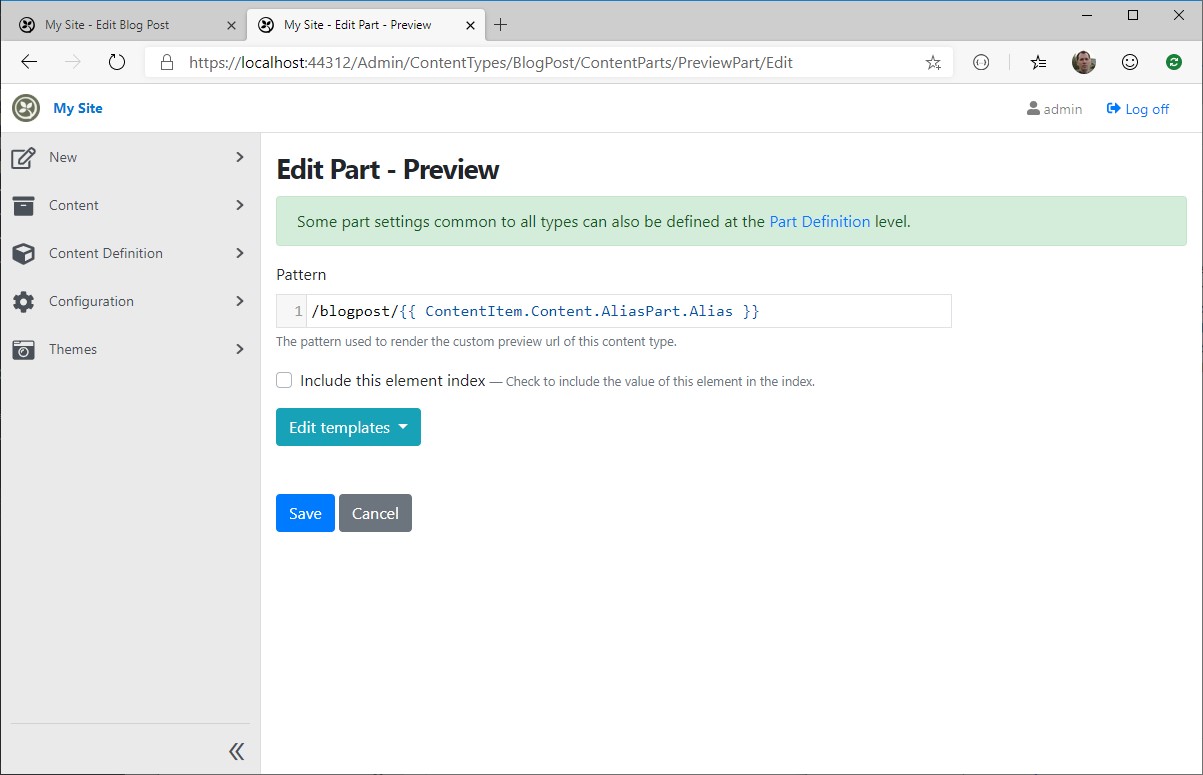 My Site - Edit Blog Post
My Site - Edit Part - Preview
https://localhost:44312/Admin/ContentTypes/BlogPost/ContentParts/PreviewPart/Edit
My Site
admin
Log off
New
Content
Content Definition
Configuration
Themes
Edit Part - Preview
Some part settings common to all types can also be defined at the Part Definition level.
Pattern
1 /blogpost/{{ ContentItem.Content.AliasPart.Alias }}
The pattern used to render the custom preview url of this content type.
Include this element index — Check to include the value of this element in the index.
Edit templates
Save
Cancel